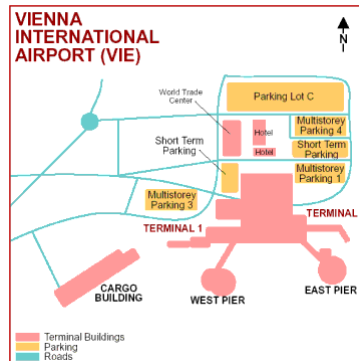 VIENNA
INTERNATIONAL
AIRPORT (VIE)
N
Parking Lot C
World Trade
Center
Hotel
Multistorey
Parking 4
Short Term
Parking
Hotel
Short Term
Parking
Multistorey
Parking 1
Multistorey
Parking 3
TERMINAL
TERMINAL 1
CARGO
BUILDING
WEST PIER
EAST PIER
Terminal Buildings
Parking
Roads